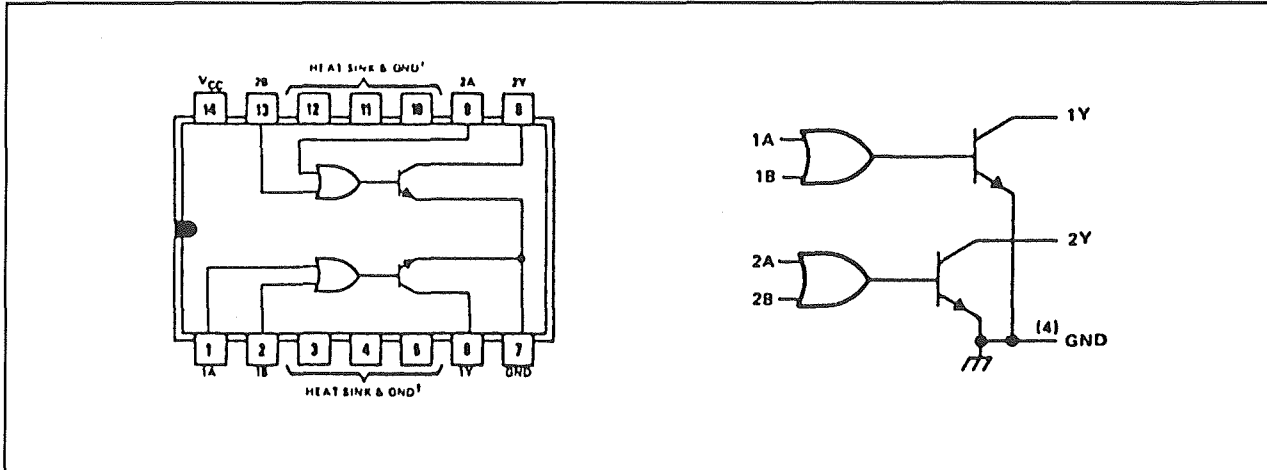 HEAT SINK & GND†
VCC 2B 2A 2Y
14 13 12 11 10 9 8
1 2 3 4 5 6 7
1A 1B 1Y GND
HEAT SINK & GND†
1A
1B
1Y
2A
2B
2Y
(4)
GND